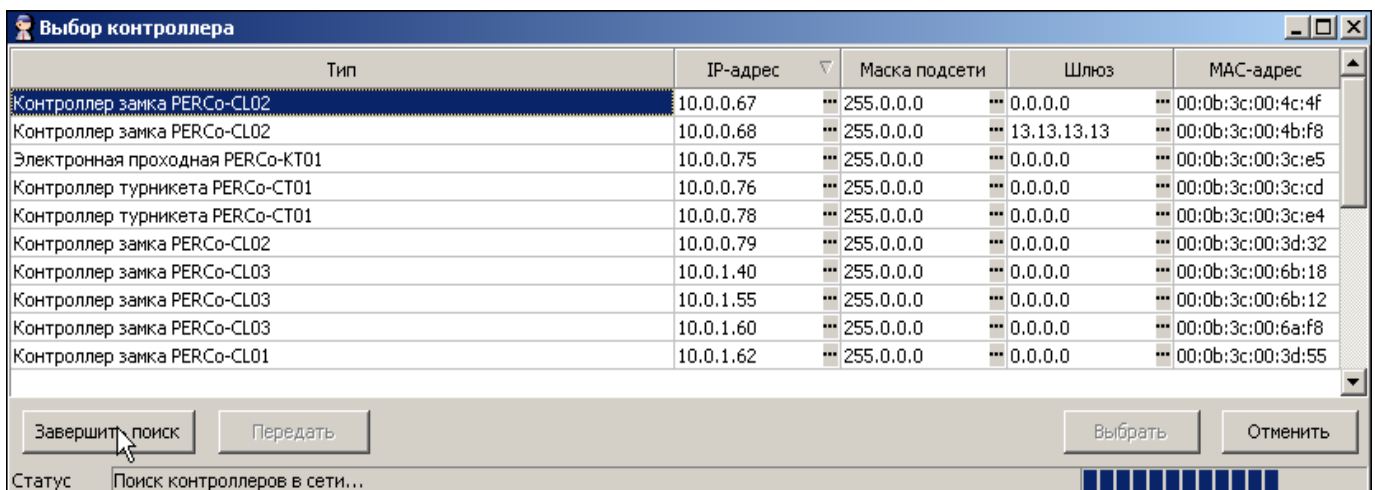 Выбор контроллера
Тип IP-адрес Маска подсети Шлюз MAC-адрес
Контроллер замка PERCo-CL02 10.0.0.67 ... 255.0.0.0 ... 0.0.0.0 ... 00:0b:3c:00:4c:4f
Контроллер замка PERCo-CL02 10.0.0.68 ... 255.0.0.0 ... 13.13.13.13 ... 00:0b:3c:00:4b:f8
Электронная проходная PERCo-KT01 10.0.0.75 ... 255.0.0.0 ... 0.0.0.0 ... 00:0b:3c:00:3c:e5
Контроллер турникета PERCo-CT01 10.0.0.76 ... 255.0.0.0 ... 0.0.0.0 ... 00:0b:3c:00:3c:cd
Контроллер турникета PERCo-CT01 10.0.0.78 ... 255.0.0.0 ... 0.0.0.0 ... 00:0b:3c:00:3c:e4
Контроллер замка PERCo-CL02 10.0.0.79 ... 255.0.0.0 ... 0.0.0.0 ... 00:0b:3c:00:3d:32
Контроллер замка PERCo-CL03 10.0.1.40 ... 255.0.0.0 ... 0.0.0.0 ... 00:0b:3c:00:6b:18
Контроллер замка PERCo-CL03 10.0.1.55 ... 255.0.0.0 ... 0.0.0.0 ... 00:0b:3c:00:6b:12
Контроллер замка PERCo-CL03 10.0.1.60 ... 255.0.0.0 ... 0.0.0.0 ... 00:0b:3c:00:6a:f8
Контроллер замка PERCo-CL01 10.0.1.62 ... 255.0.0.0 ... 0.0.0.0 ... 00:0b:3c:00:3d:55
Завершить поиск Передать Выбрать Отменить
Статус Поиск контроллеров в сети...